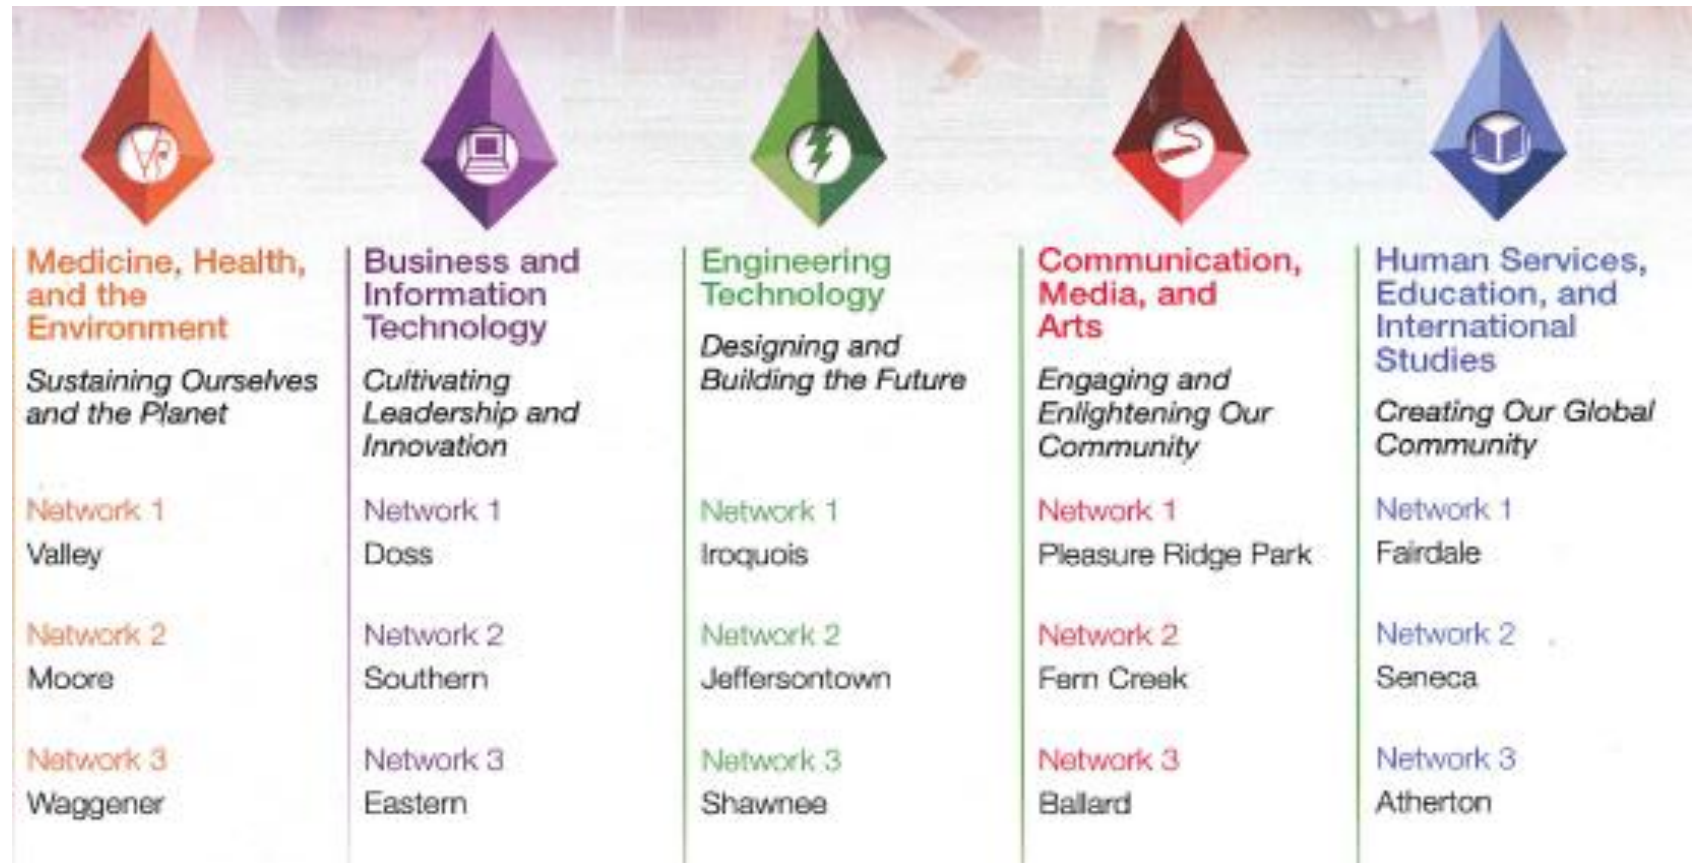 Medicine, Health,
and the
Environment
Sustaining Ourselves
and the Planet
Network 1
Valley
Network 2
Moore
Network 3
Waggener
Business and
Information
Technology
Cultivating
Leadership and
Innovation
Network 1
Doss
Network 2
Southern
Network 3
Eastern
Engineering
Technology
Designing and
Building the Future
Network 1
Iroquois
Network 2
Jeffersontown
Network 3
Shawnee
Communication,
Media, and
Arts
Engaging and
Enlightening Our
Community
Network 1
Pleasure Ridge Park
Network 2
Fern Creek
Network 3
Ballard
Human Services,
Education, and
International
Studies
Creating Our Global
Community
Network 1
Fairdale
Network 2
Seneca
Network 3
Atherton